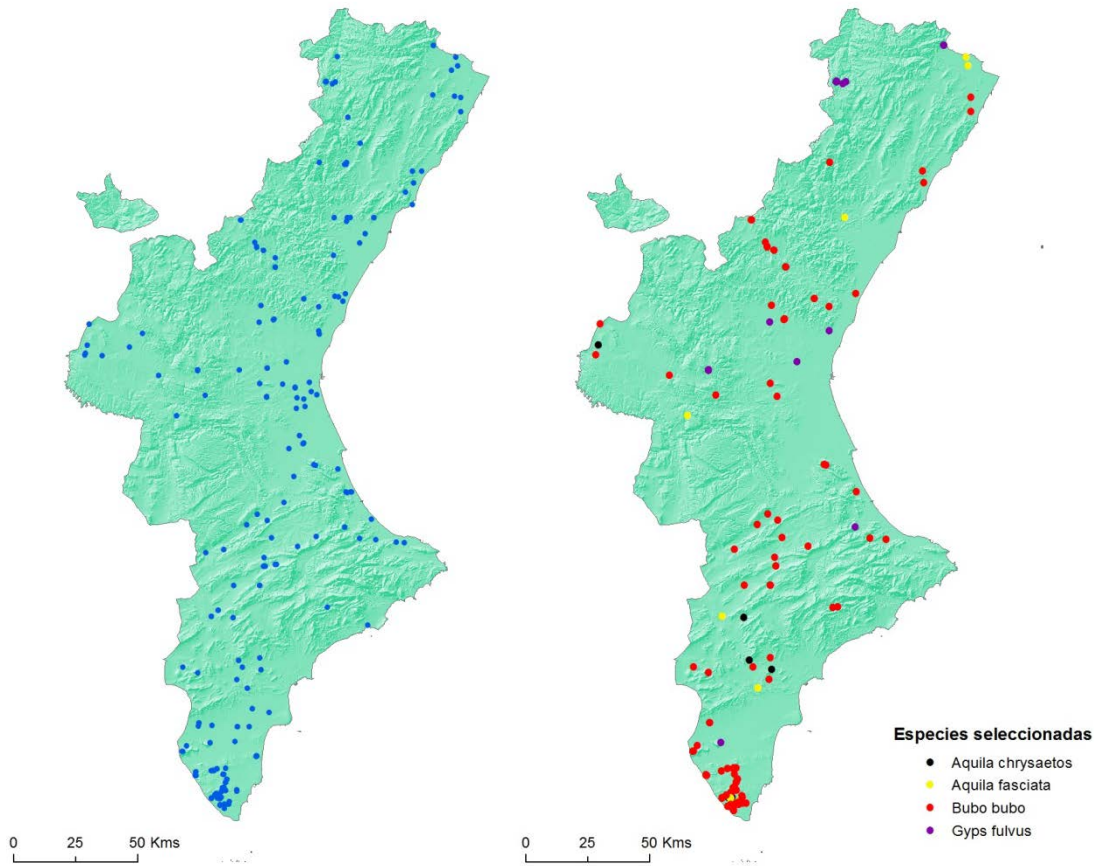 Especies seleccionadas
Aquila chrysaetos
Aquila fasciata
Bubo bubo
Gyps fulvus
0 25 50 Kms
0 25 50 Kms